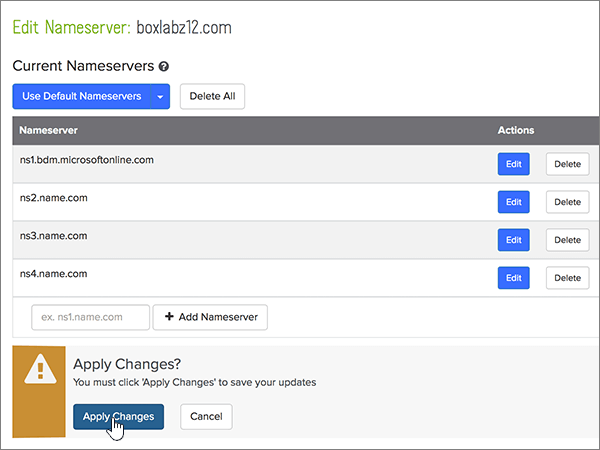 Edit Nameserver: boxlabz12.com
Current Nameservers ?
Use Default Nameservers Delete All
Nameserver Actions
ns1.bdm.microsoftonline.com Edit Delete
ns2.name.com Edit Delete
ns3.name.com Edit Delete
ns4.name.com Edit Delete
ex. ns1.name.com + Add Nameserver
Apply Changes?
You must click 'Apply Changes' to save your updates
Apply Changes Cancel